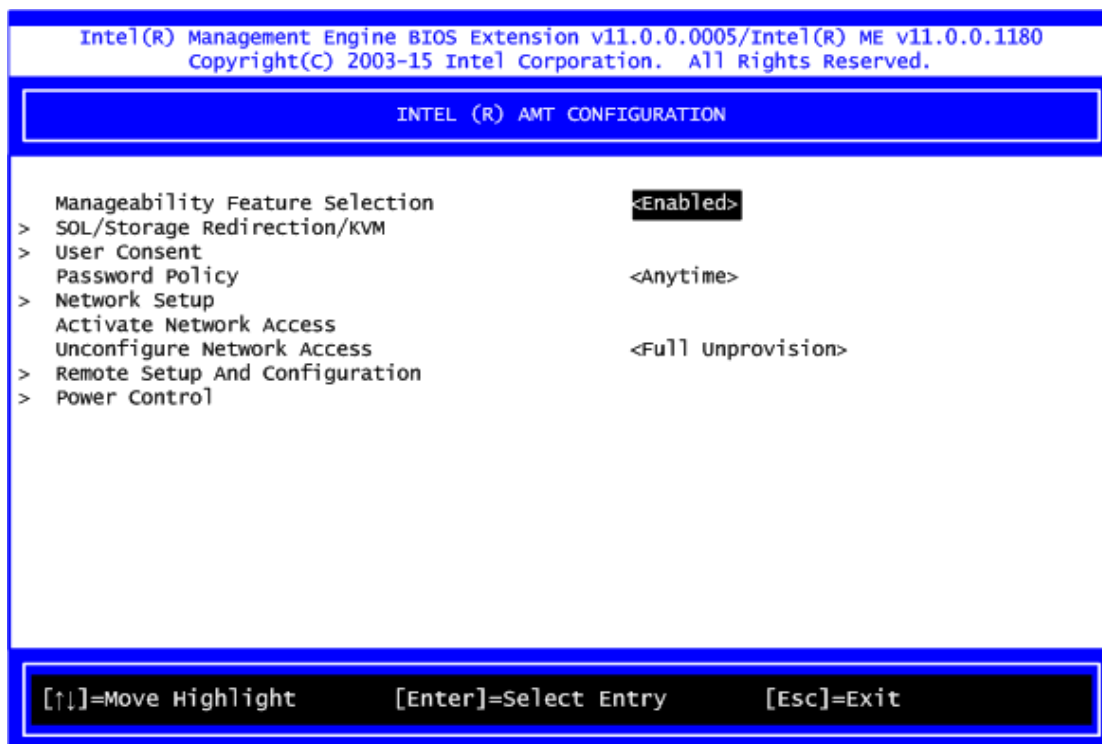 Intel(R) Management Engine BIOS Extension v11.0.0.0005/Intel(R) ME v11.0.0.1180
Copyright(C) 2003-15 Intel Corporation. All Rights Reserved.
INTEL (R) AMT CONFIGURATION
Manageability Feature Selection <Enabled>
> SOL/Storage Redirection/KVM
> User Consent
Password Policy <Anytime>
> Network Setup
Activate Network Access
Unconfigure Network Access <Full Unprovision>
> Remote Setup And Configuration
> Power Control
[↑↓]=Move Highlight [Enter]=Select Entry [Esc]=Exit